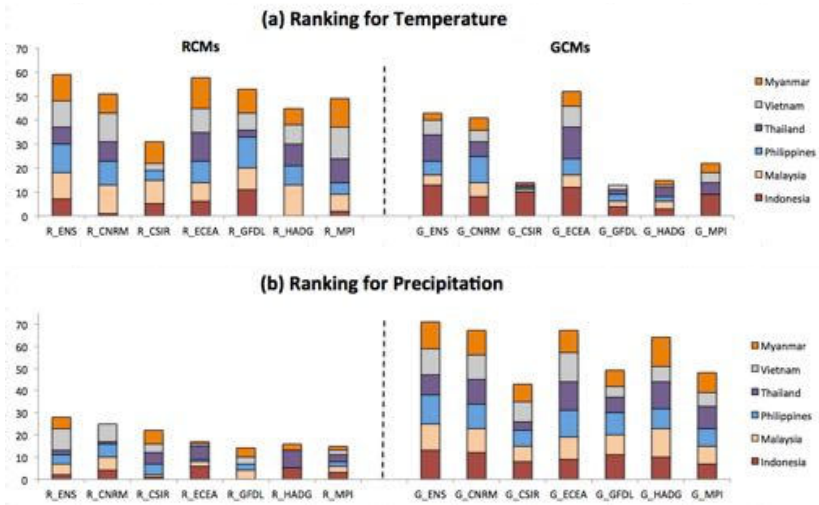 (a) Ranking for Temperature
RCMs GCMs
70
60
50
40
30
20
10
0
R_ENS R_CNRM R_CSIR R_ECEA R_GFDL R_HADG R_MPI G_ENS G_CNRM G_CSIR G_ECEA G_GFDL G_HADG G_MPI
Myanmar
Vietnam
Thailand
Philippines
Malaysia
Indonesia
(b) Ranking for Precipitation
70
60
50
40
30
20
10
0
R_ENS R_CNRM R_CSIR R_ECEA R_GFDL R_HADG R_MPI G_ENS G_CNRM G_CSIR G_ECEA G_GFDL G_HADG G_MPI
Myanmar
Vietnam
Thailand
Philippines
Malaysia
Indonesia